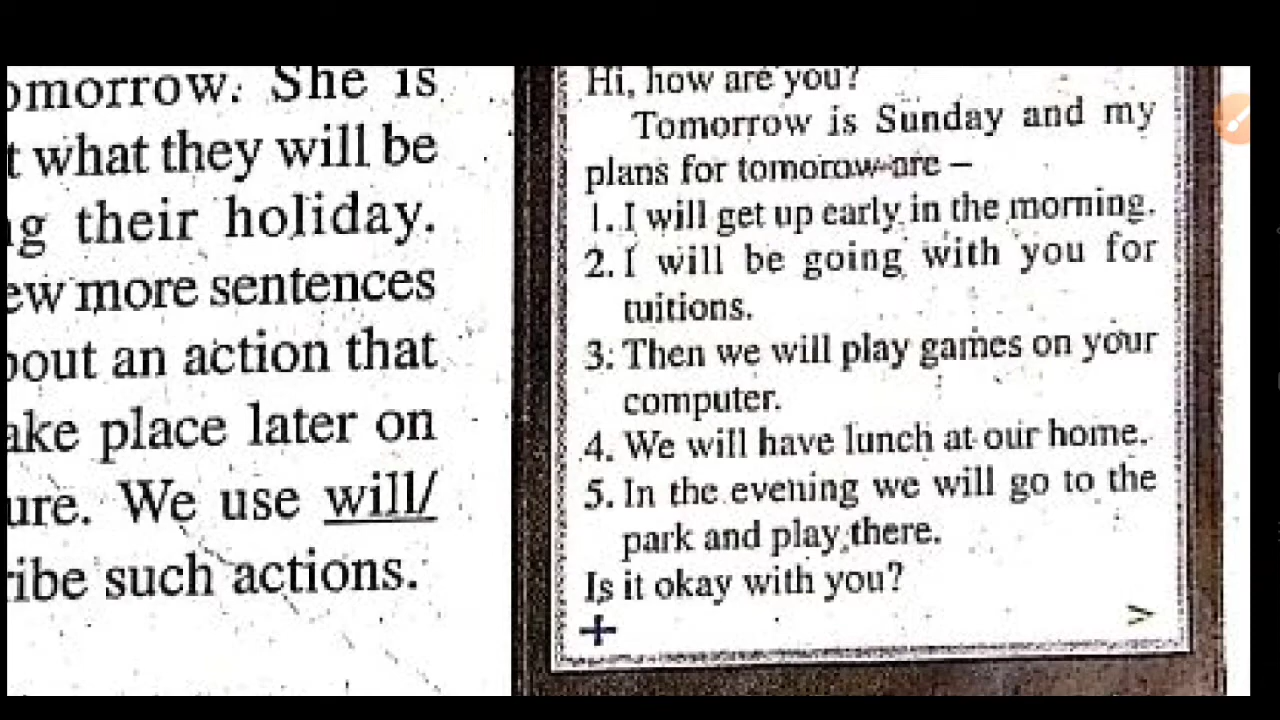 omorrow. She is
t what they will be
g their holiday.
ew more sentences
bout an action that
ake place later on
ure. We use will/
ribe such actions.
Hi, how are you?
Tomorrow is Sunday and my
plans for tomorow are –
1. I will get up early in the morning.
2. I will be going with you for
tuitions.
3. Then we will play games on your
computer.
4. We will have lunch at our home.
5. In the evening we will go to the
park and play there.
Is it okay with you?
+ >